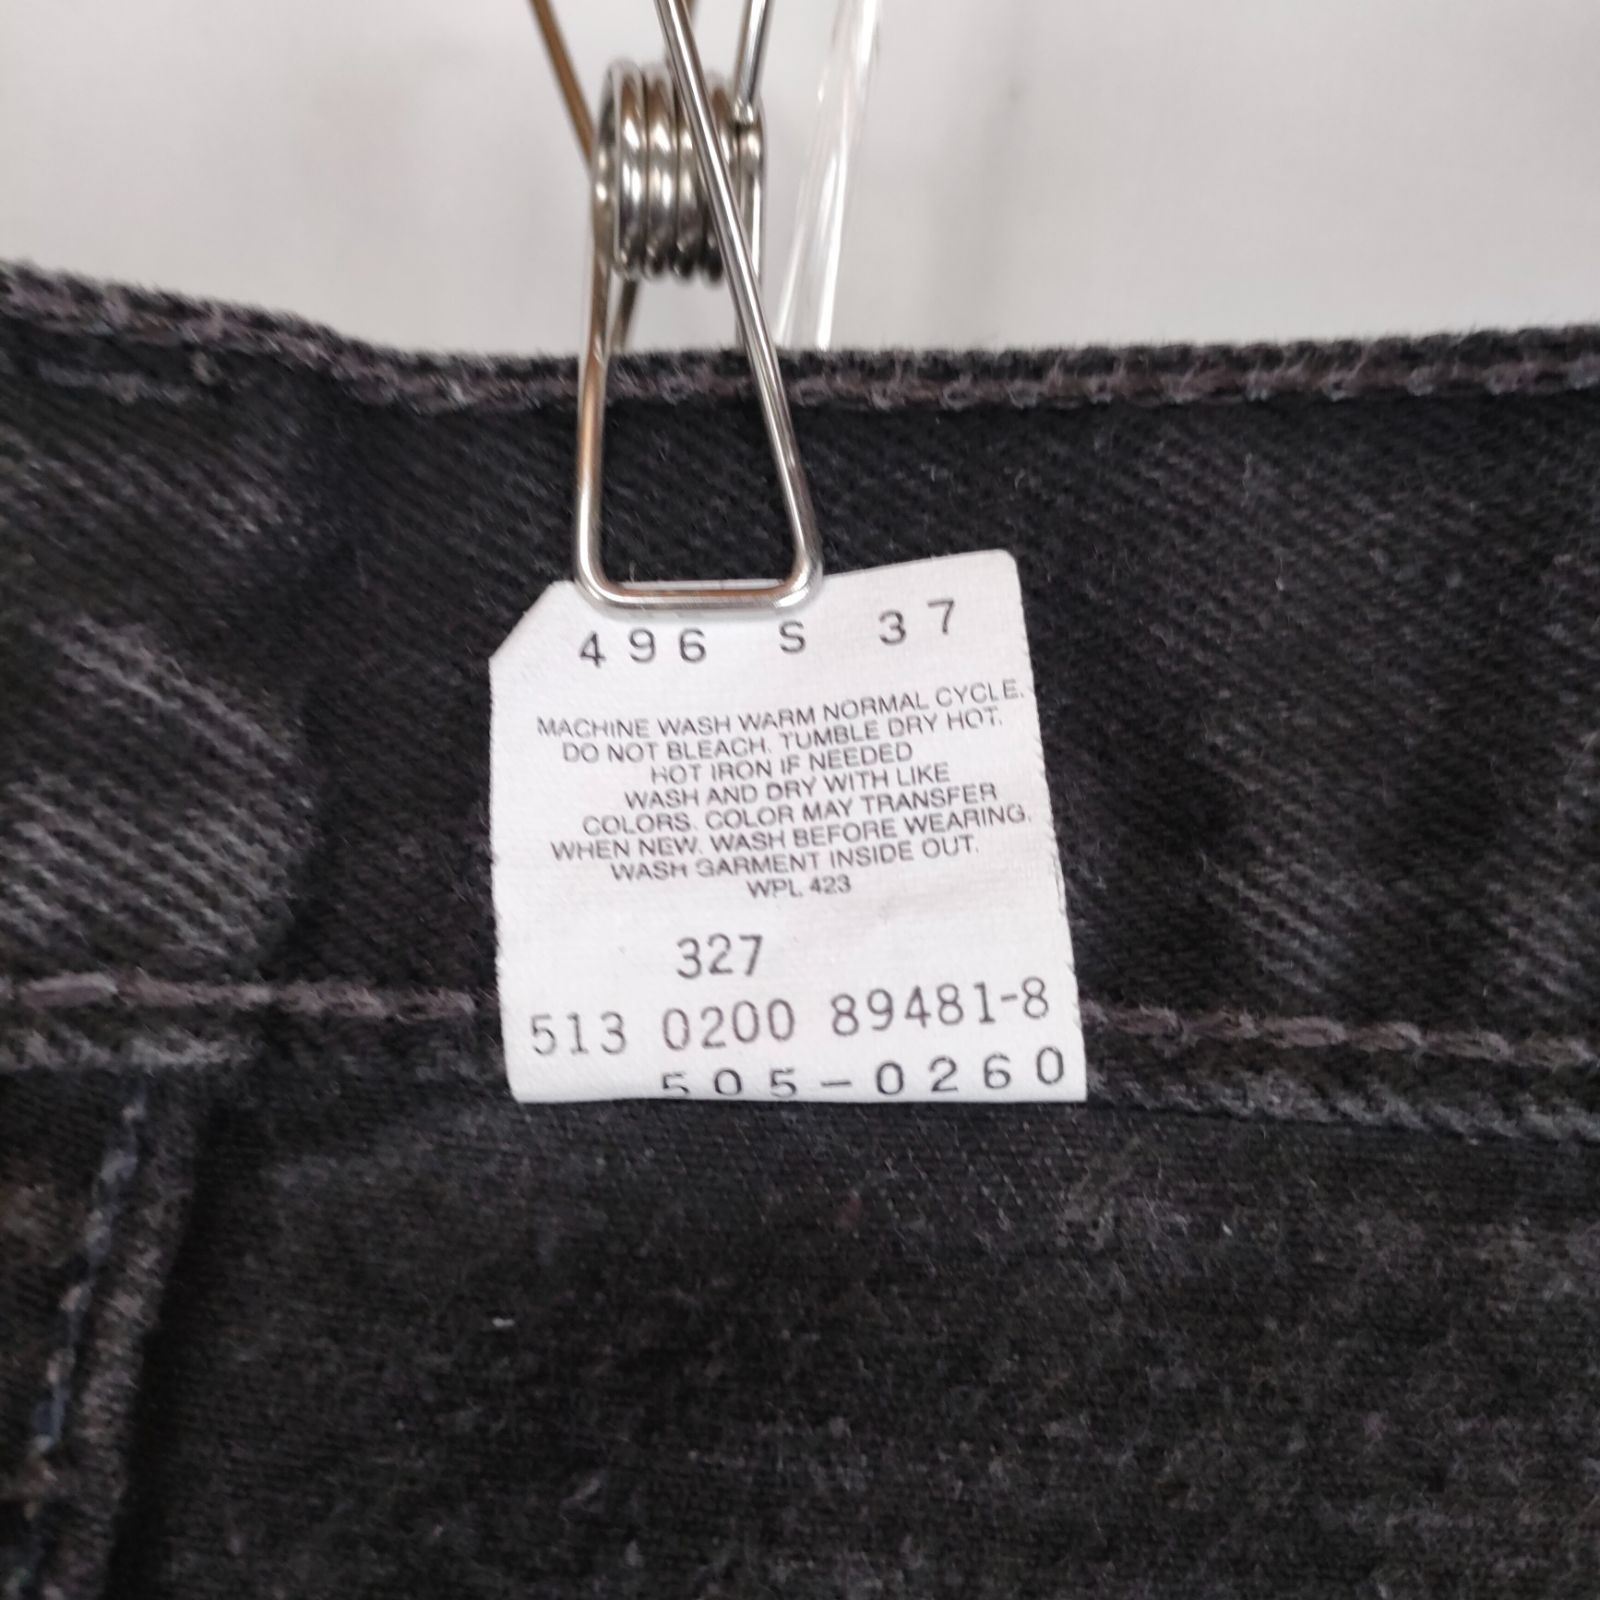 496 S 37
MACHINE WASH WARM NORMAL CYCLE.
DO NOT BLEACH. TUMBLE DRY HOT.
HOT IRON IF NEEDED
WASH AND DRY WITH LIKE
COLORS. COLOR MAY TRANSFER
WHEN NEW. WASH BEFORE WEARING.
WASH GARMENT INSIDE OUT.
WPL 423
327
513 0200 89481-8
505-0260